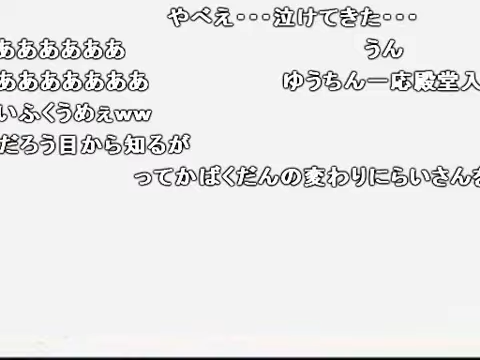 やべえ・・・泣けてきた・・・
ああああああ うん
あああああああ ゆうちん一応殿堂入
いふくうめぇｗｗ
だろう目から知るが
ってかばくだんの変わりにらいさんを